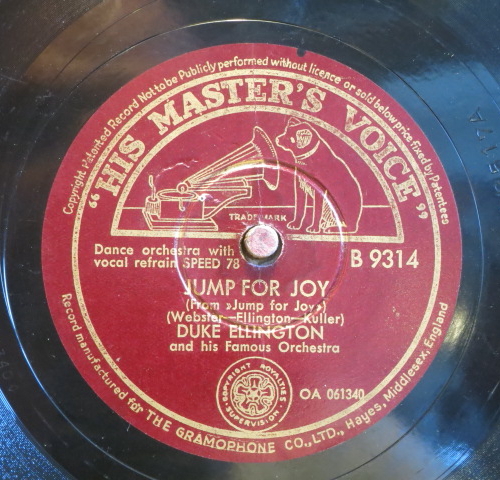 Copyright Patented Record Not to be Publicly performed without licence or sold below price fixed by Patentees
"HIS MASTER'S VOICE"
TRADE MARK
Dance orchestra with
vocal refrain SPEED 78
B 9314
JUMP FOR JOY
(From »Jump for Joy»)
(Webster—Ellington—Kuller)
DUKE ELLINGTON
and his Famous Orchestra
COPYRIGHT ROYALTIES
SUPERVISION.
OA 061340
Record manufactured for THE GRAMOPHONE CO., LTD., Hayes, Middlesex, England